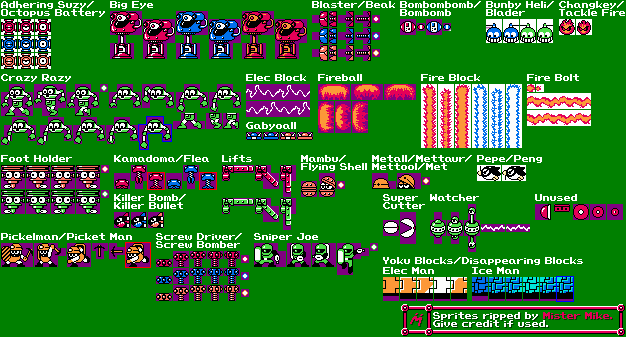 Adhering Suzy/
Octopus Battery
Big Eye
Blaster/Beak
Bombombomb/
Bombomb
Bunby Heli/
Blader
Changkey/
Tackle Fire
Crazy Razy
Elec Block
Gabyoall
Fireball
Fire Block
Fire Bolt
Foot Holder
Kamadoma/Flea
Killer Bomb/
Killer Bullet
Lifts
Mambu/
Flying Shell
Metall/Mettaur/
Mettool/Met
Pepe/Peng
Super
Cutter
Watcher
Unused
Pickelman/Picket Man
Screw Driver/
Screw Bomber
Sniper Joe
Yoku Blocks/Disappearing Blocks
Elec Man
Ice Man
Sprites ripped by Mister Mike.
Give credit if used.